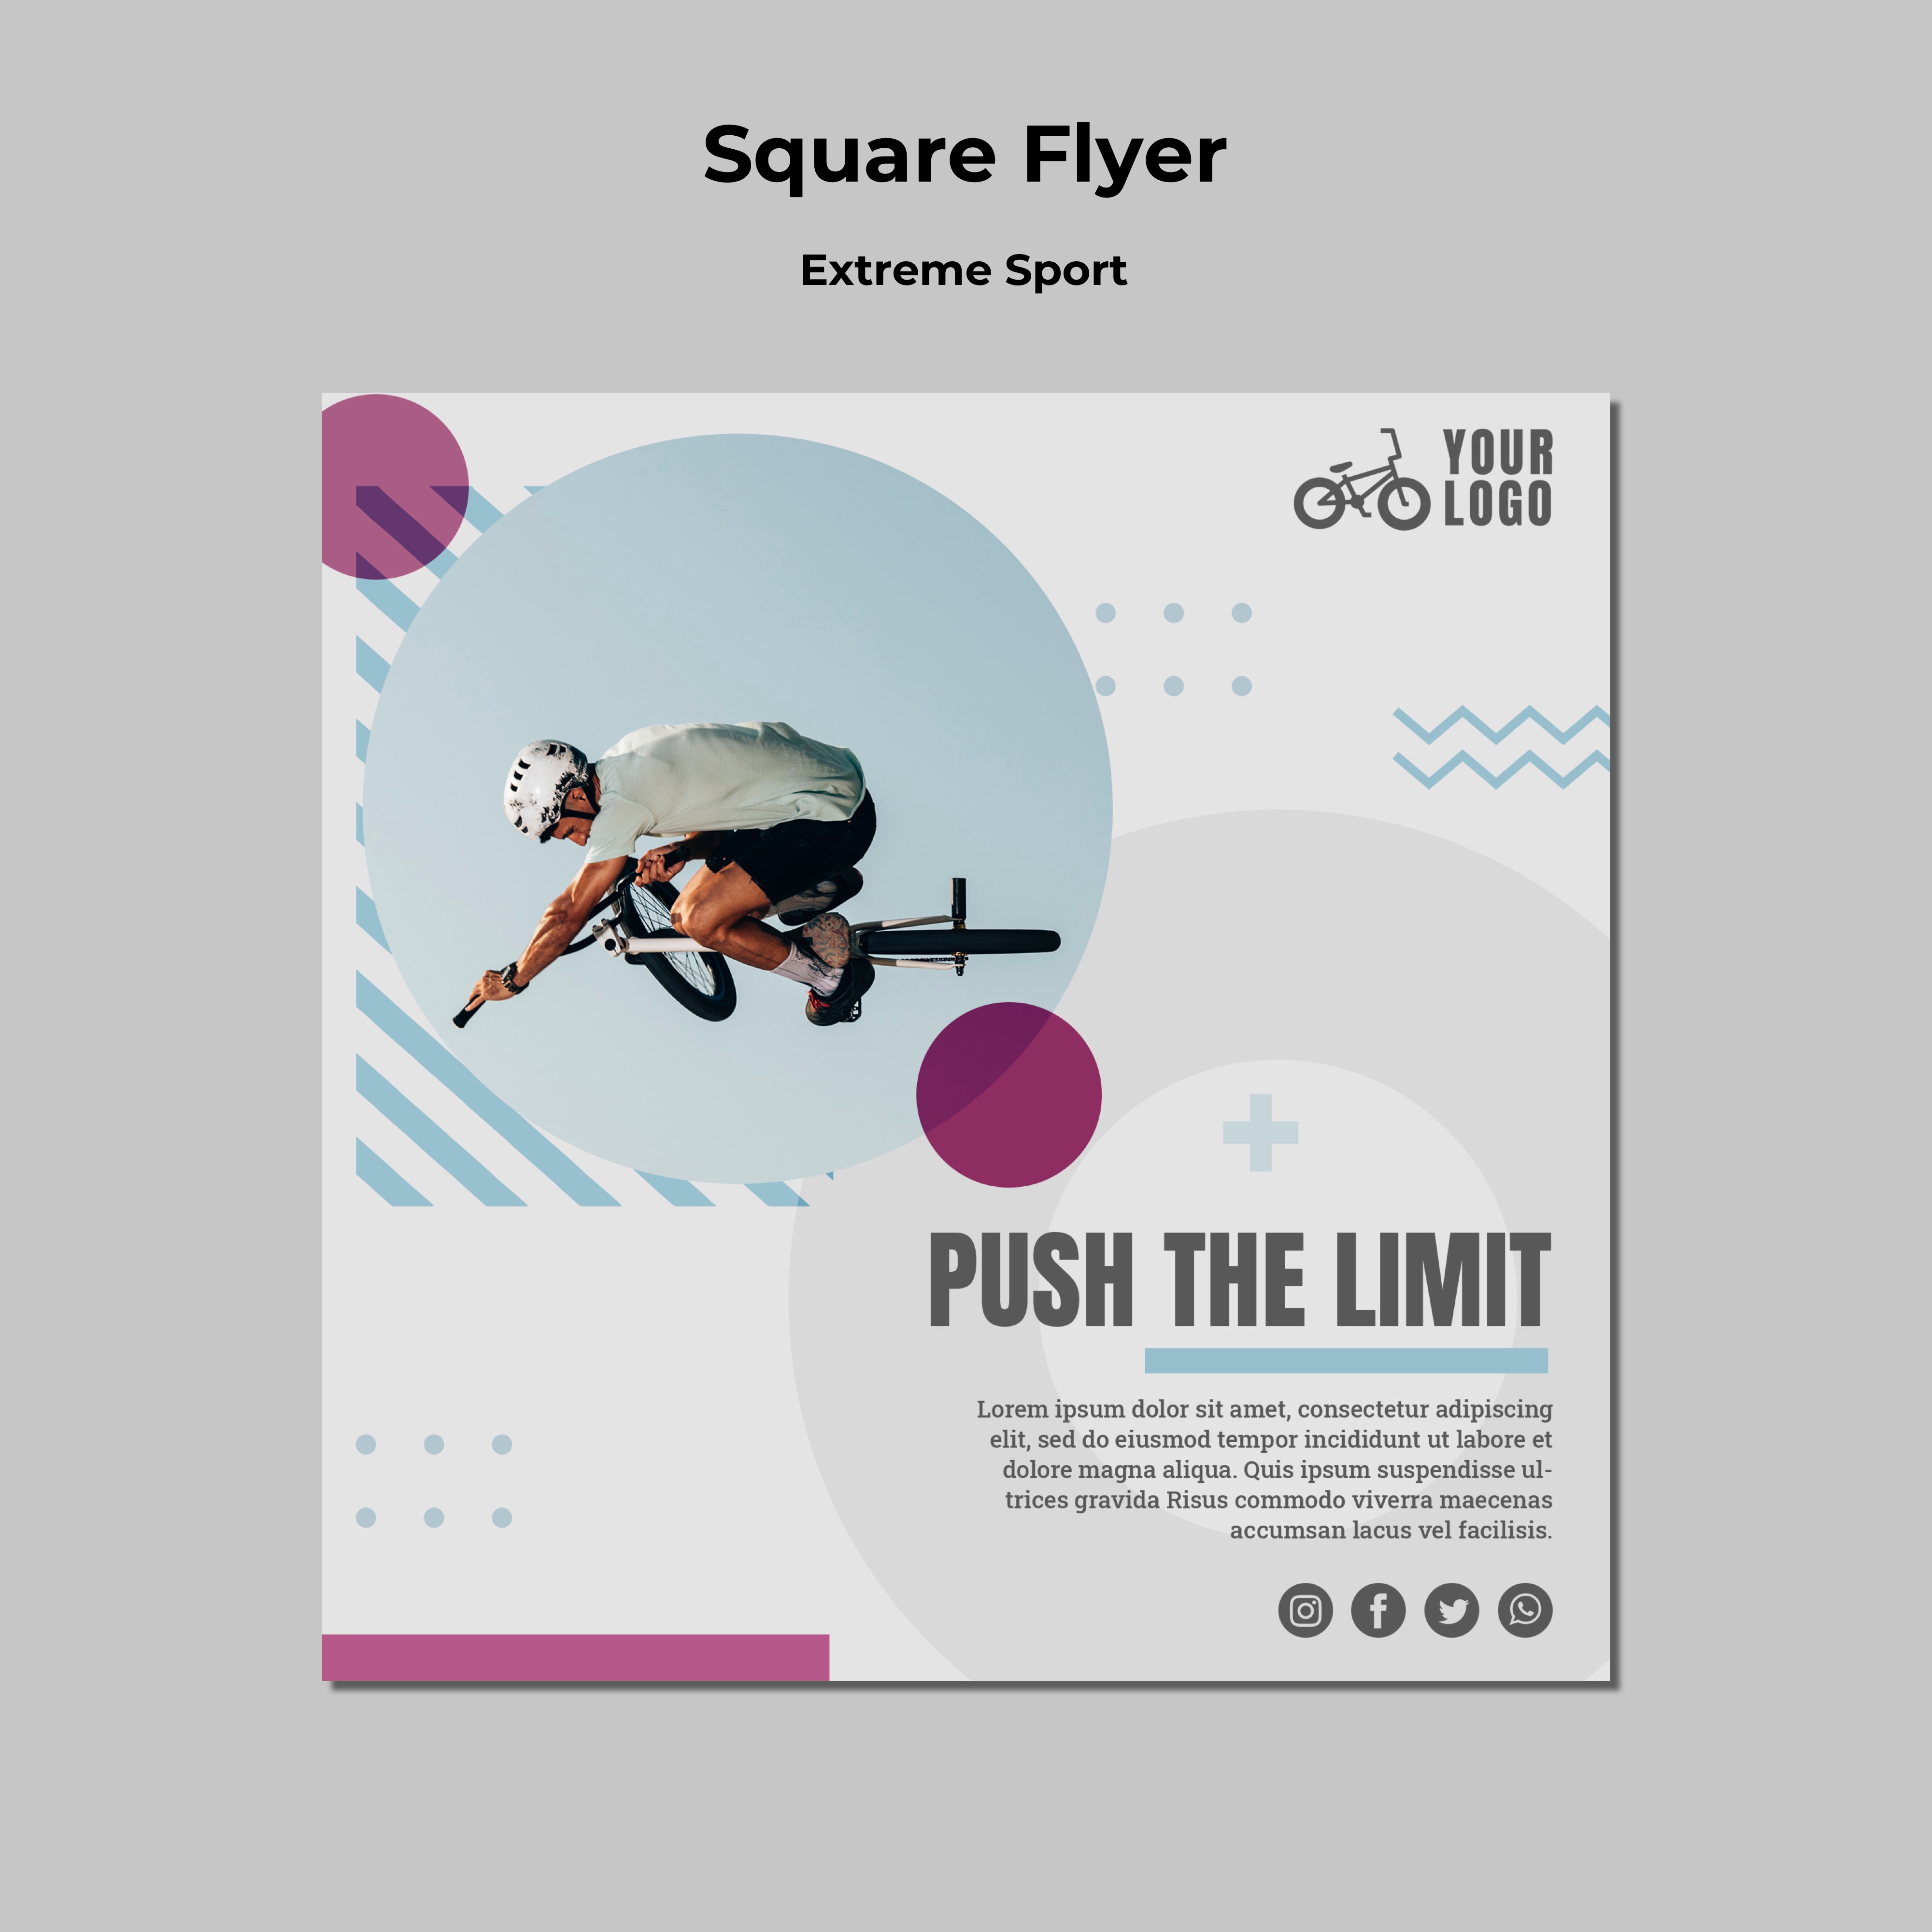 Square Flyer
Extreme Sport
YOUR
LOGO
PUSH THE LIMIT
Lorem ipsum dolor sit amet, consectetur adipiscing
elit, sed do eiusmod tempor incididunt ut labore et
dolore magna aliqua. Quis ipsum suspendisse ul-
trices gravida Risus commodo viverra maecenas
accumsan lacus vel facilisis.